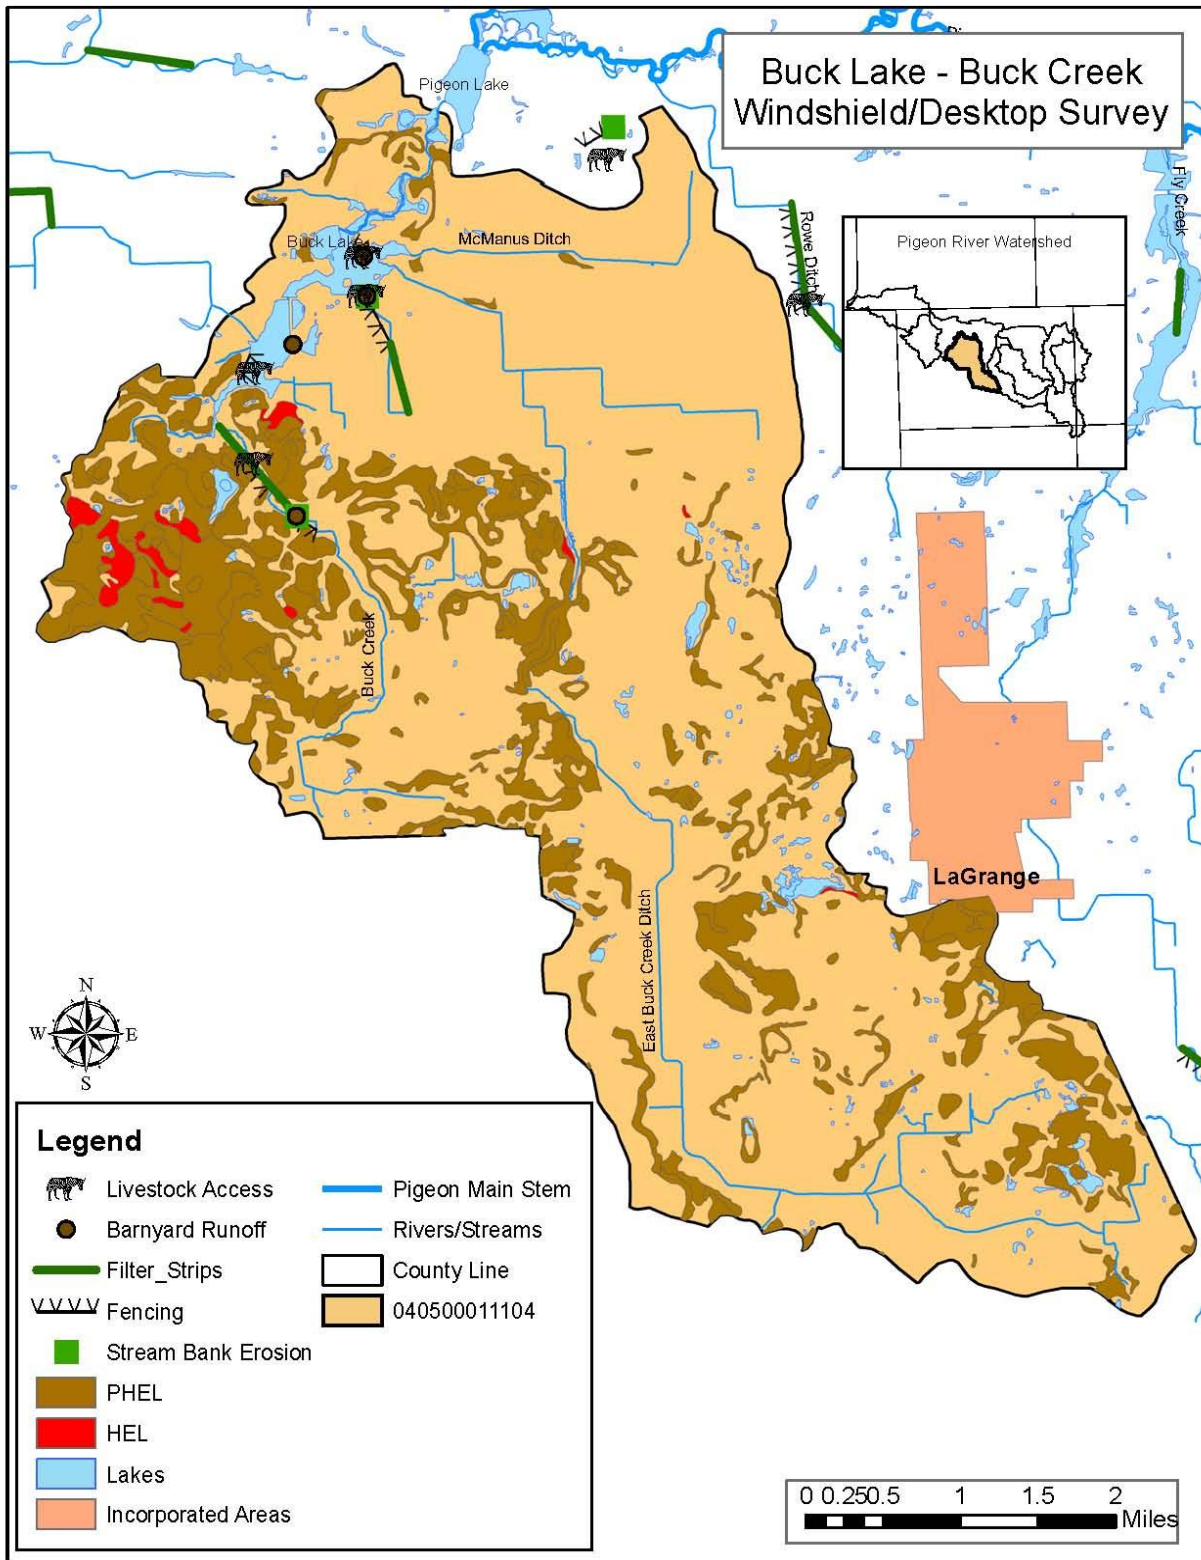 Buck Lake - Buck Creek
Windshield/Desktop Survey
Pigeon Lake
Fly Creek
Rowe Ditch
Pigeon River Watershed
Buck Lake
McManus Ditch
Buck Creek
LaGrange
East Buck Creek Ditch
N
W
E
S
Legend
Livestock Access
Barnyard Runoff
Filter_Strips
Fencing
Stream Bank Erosion
PHEL
HEL
Lakes
Incorporated Areas
Pigeon Main Stem
Rivers/Streams
County Line
040500011104
0 0.25 0.5 1 1.5 2
Miles